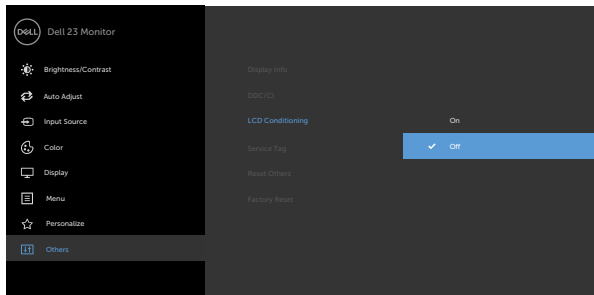 DELL Dell 23 Monitor
Brightness/Contrast
Auto Adjust
Input Source
Color
Display
Menu
Personalize
Others
Display Info
DDC/CI
LCD Conditioning
Service Tag
Reset Others
Factory Reset
On
Off